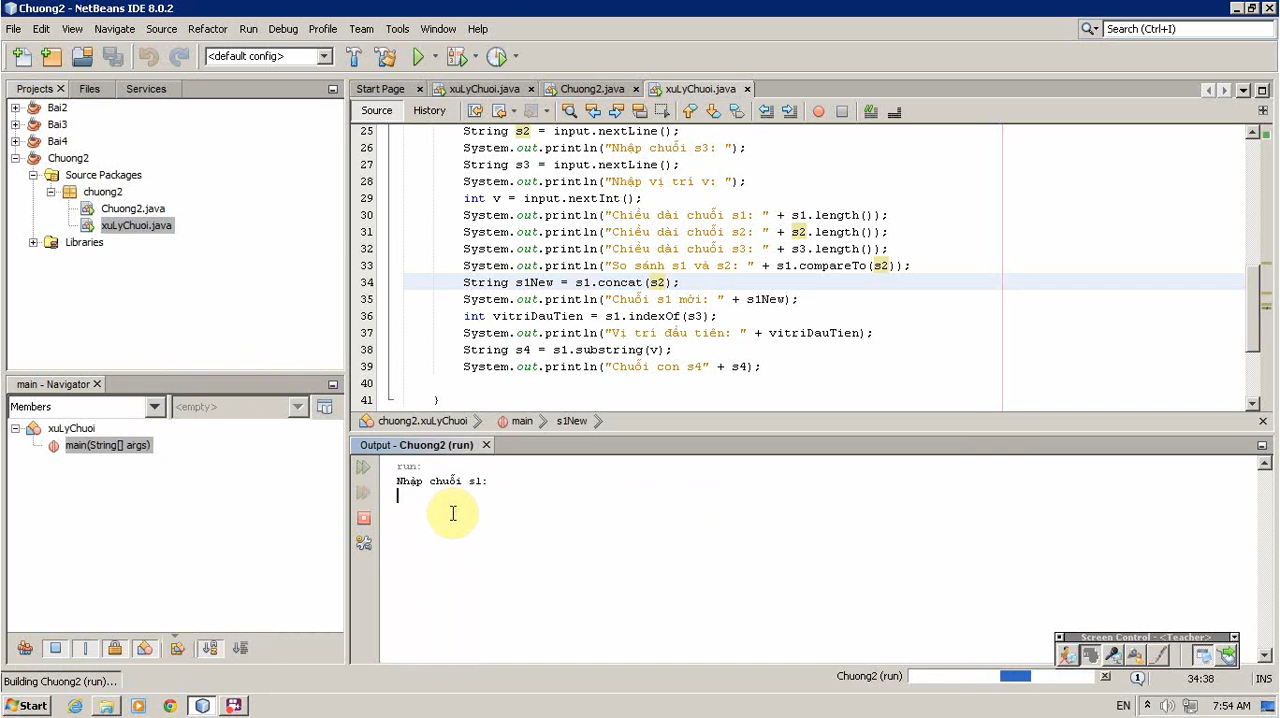 Chuong2 - NetBeans IDE 8.0.2
File Edit View Navigate Source Refactor Run Debug Profile Team Tools Window Help
Search (Ctrl+I)
<default config>
Projects Files Services
Start Page xuLyChuoi.java Chuong2.java xuLyChuoi.java
Source History
Bai2
Bai3
Bai4
Chuong2
Source Packages
chuong2
Chuong2.java
xuLyChuoi.java
Libraries
25 String s2 = input.nextLine();
26 System.out.println("Nhập chuỗi s3: ");
27 String s3 = input.nextLine();
28 System.out.println("Nhập vị trí v: ");
29 int v = input.nextInt();
30 System.out.println("Chiều dài chuỗi s1: " + s1.length());
31 System.out.println("Chiều dài chuỗi s2: " + s2.length());
32 System.out.println("Chiều dài chuỗi s3: " + s3.length());
33 System.out.println("So sánh s1 và s2: " + s1.compareTo(s2));
34 String s1New = s1.concat(s2);
35 System.out.println("Chuỗi s1 mới: " + s1New);
36 int vitriDauTien = s1.indexOf(s3);
37 System.out.println("Vị trí đầu tiên: " + vitriDauTien);
38 String s4 = s1.substring(v);
39 System.out.println("Chuỗi con s4" + s4);
40
41 }
chuong2.xuLyChuoi main s1New
main - Navigator
Members <empty>
xuLyChuoi
main(String[] args)
Output - Chuong2 (run)
run:
Nhập chuỗi s1:
Screen Control - <Teacher>
Building Chuong2 (run)...
Chuong2 (run) 1 34:38 INS
Start
EN 7:54 AM